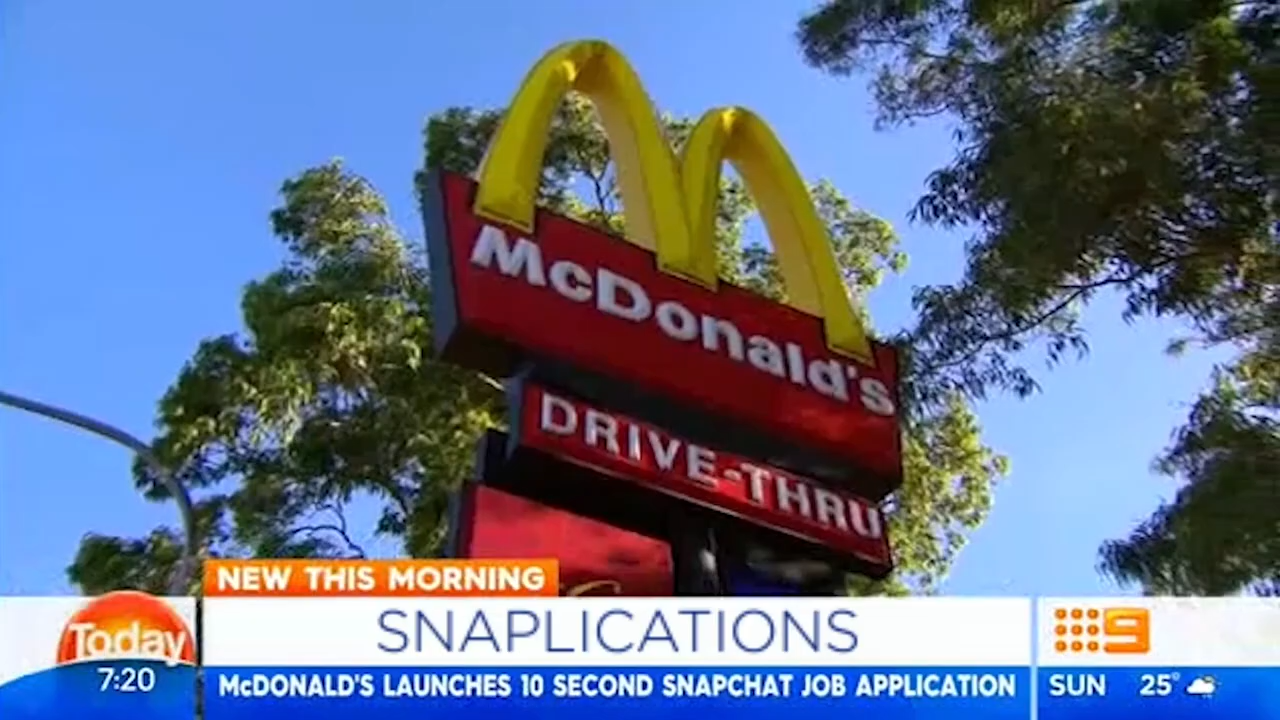 McDonald's
DRIVE-THRU
NEW THIS MORNING
SNAPLICATIONS
Today
9
7:20
McDONALD'S LAUNCHES 10 SECOND SNAPCHAT JOB APPLICATION
SUN 25°